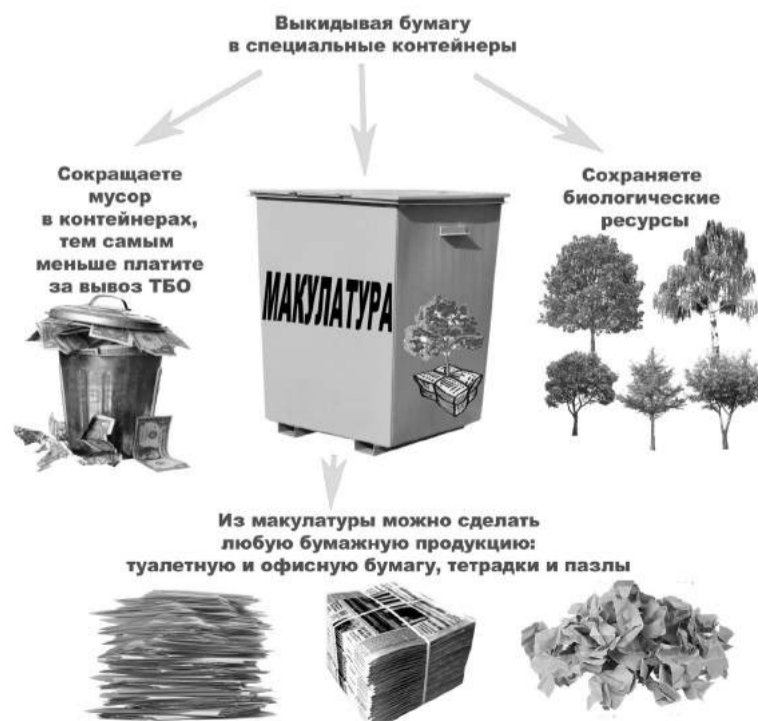 Выкидывая бумагу
в специальные контейнеры
Сокращаете
мусор
в контейнерах,
тем самым
меньше платите
за вывоз ТБО
МАКУЛАТУРА
Сохраняете
биологические
ресурсы
Из макулатуры можно сделать
любую бумажную продукцию:
туалетную и офисную бумагу, тетрадки и пазлы